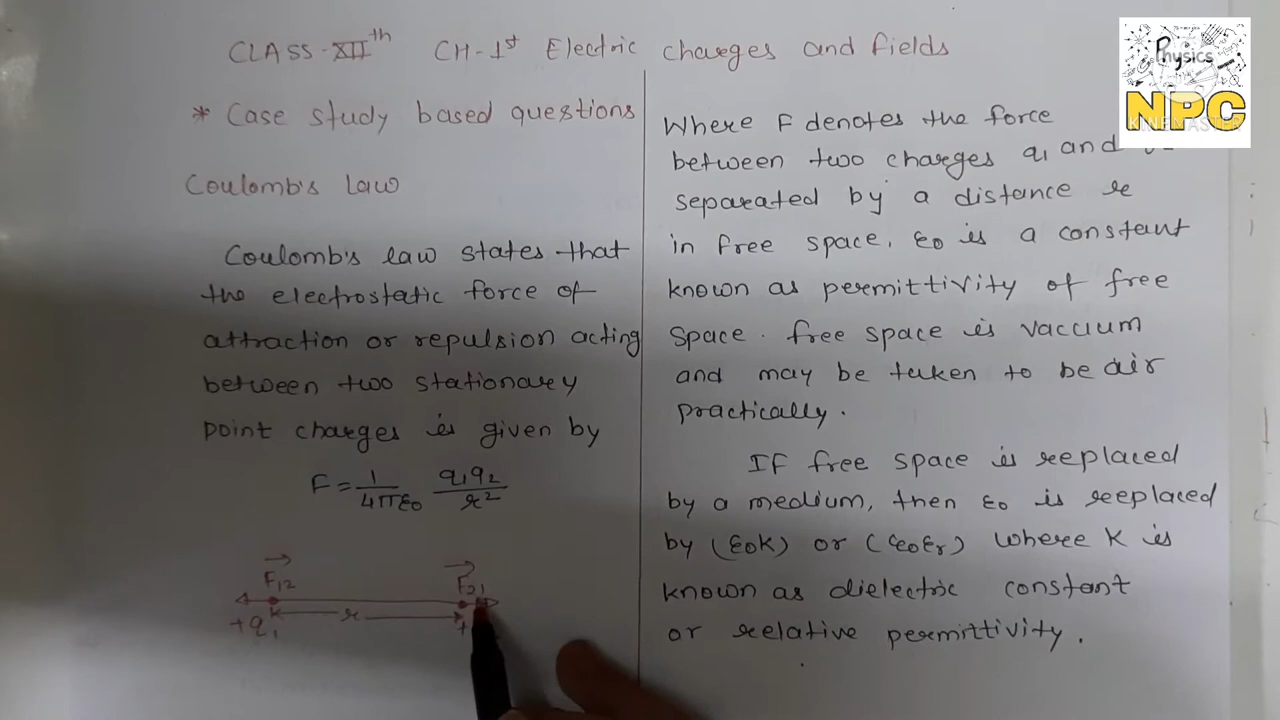 CLASS-XIIth CH-1st Electric charges and fields
* Case study based questions
Coulomb's law
Coulomb's law states that
the electrostatic force of
attraction or repulsion acting
between two stationary
point charges is given by
F = 1/4πε0 q1q2/r²
F12 F21
r
+q1 +
Where F denotes the force
between two charges q1 and
separated by a distance r
in free space. ε0 is a constant
known as permittivity of free
space. free space is vaccium
and may be taken to be air
practically.
If free space is replaced
by a medium, then ε0 is replaced
by (ε0K) or (ε0εr) where K is
known as dielectric constant
or relative permittivity.
Physics
NPC
KINEMASTER